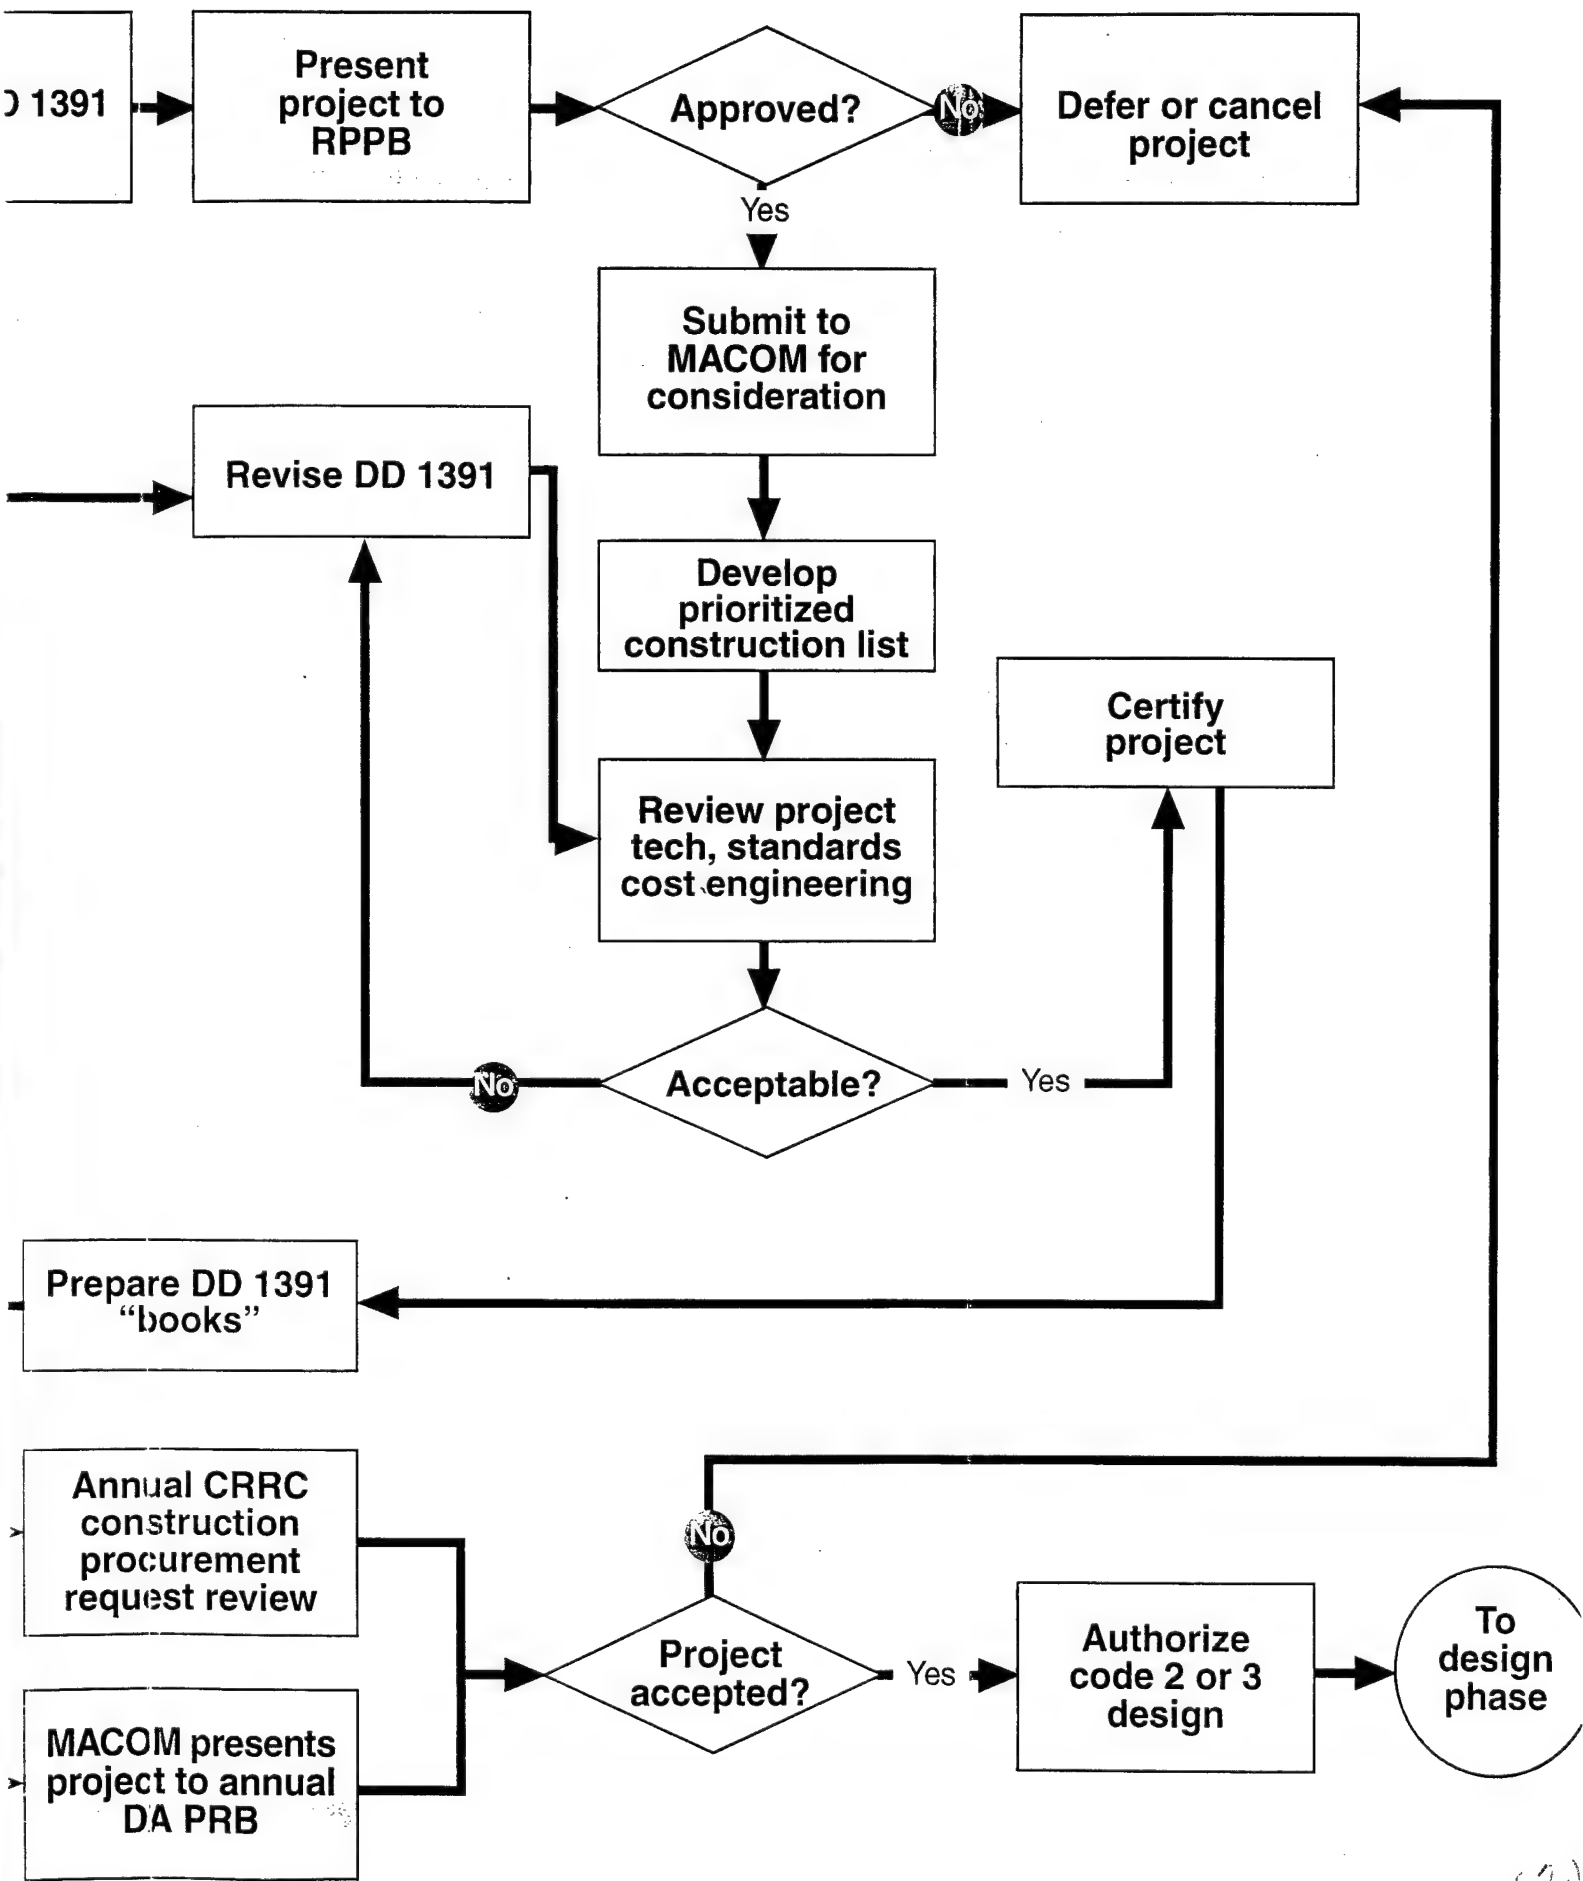 1391
Present
project to
RPPB
Approved?
No
Defer or cancel
project
Yes
Submit to
MACOM for
consideration
Revise DD 1391
Develop
prioritized
construction list
Certify
project
Review project
tech, standards
cost engineering
No
Acceptable?
Yes
Prepare DD 1391
“books”
Annual CRRC
construction
procurement
request review
No
Project
accepted?
Yes
Authorize
code 2 or 3
design
To
design
phase
MACOM presents
project to annual
DA PRB